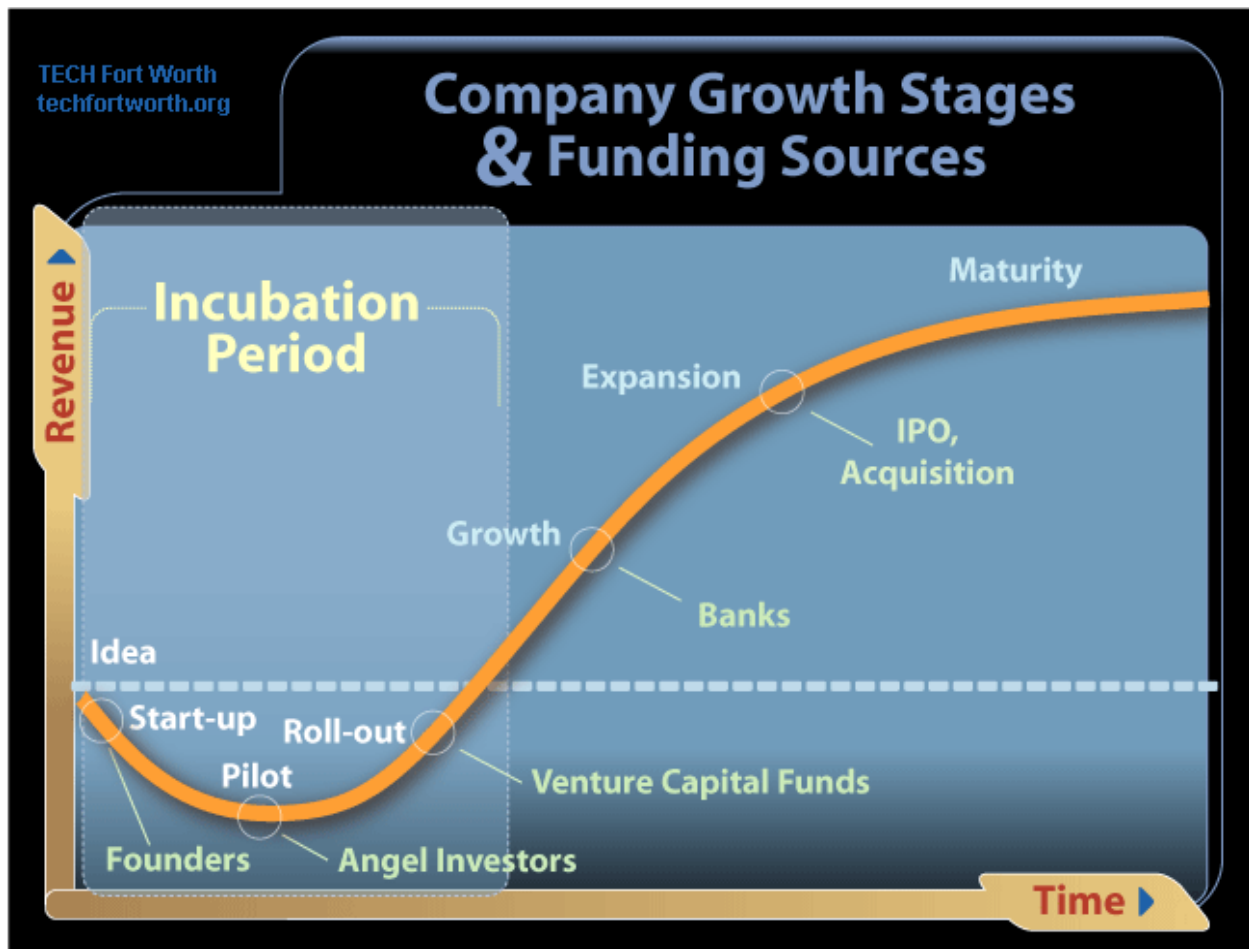 TECH Fort Worth
techfortworth.org
Company Growth Stages
& Funding Sources
Revenue
Incubation
Period
Maturity
Expansion
IPO,
Acquisition
Growth
Banks
Idea
Start-up
Roll-out
Pilot
Venture Capital Funds
Founders
Angel Investors
Time